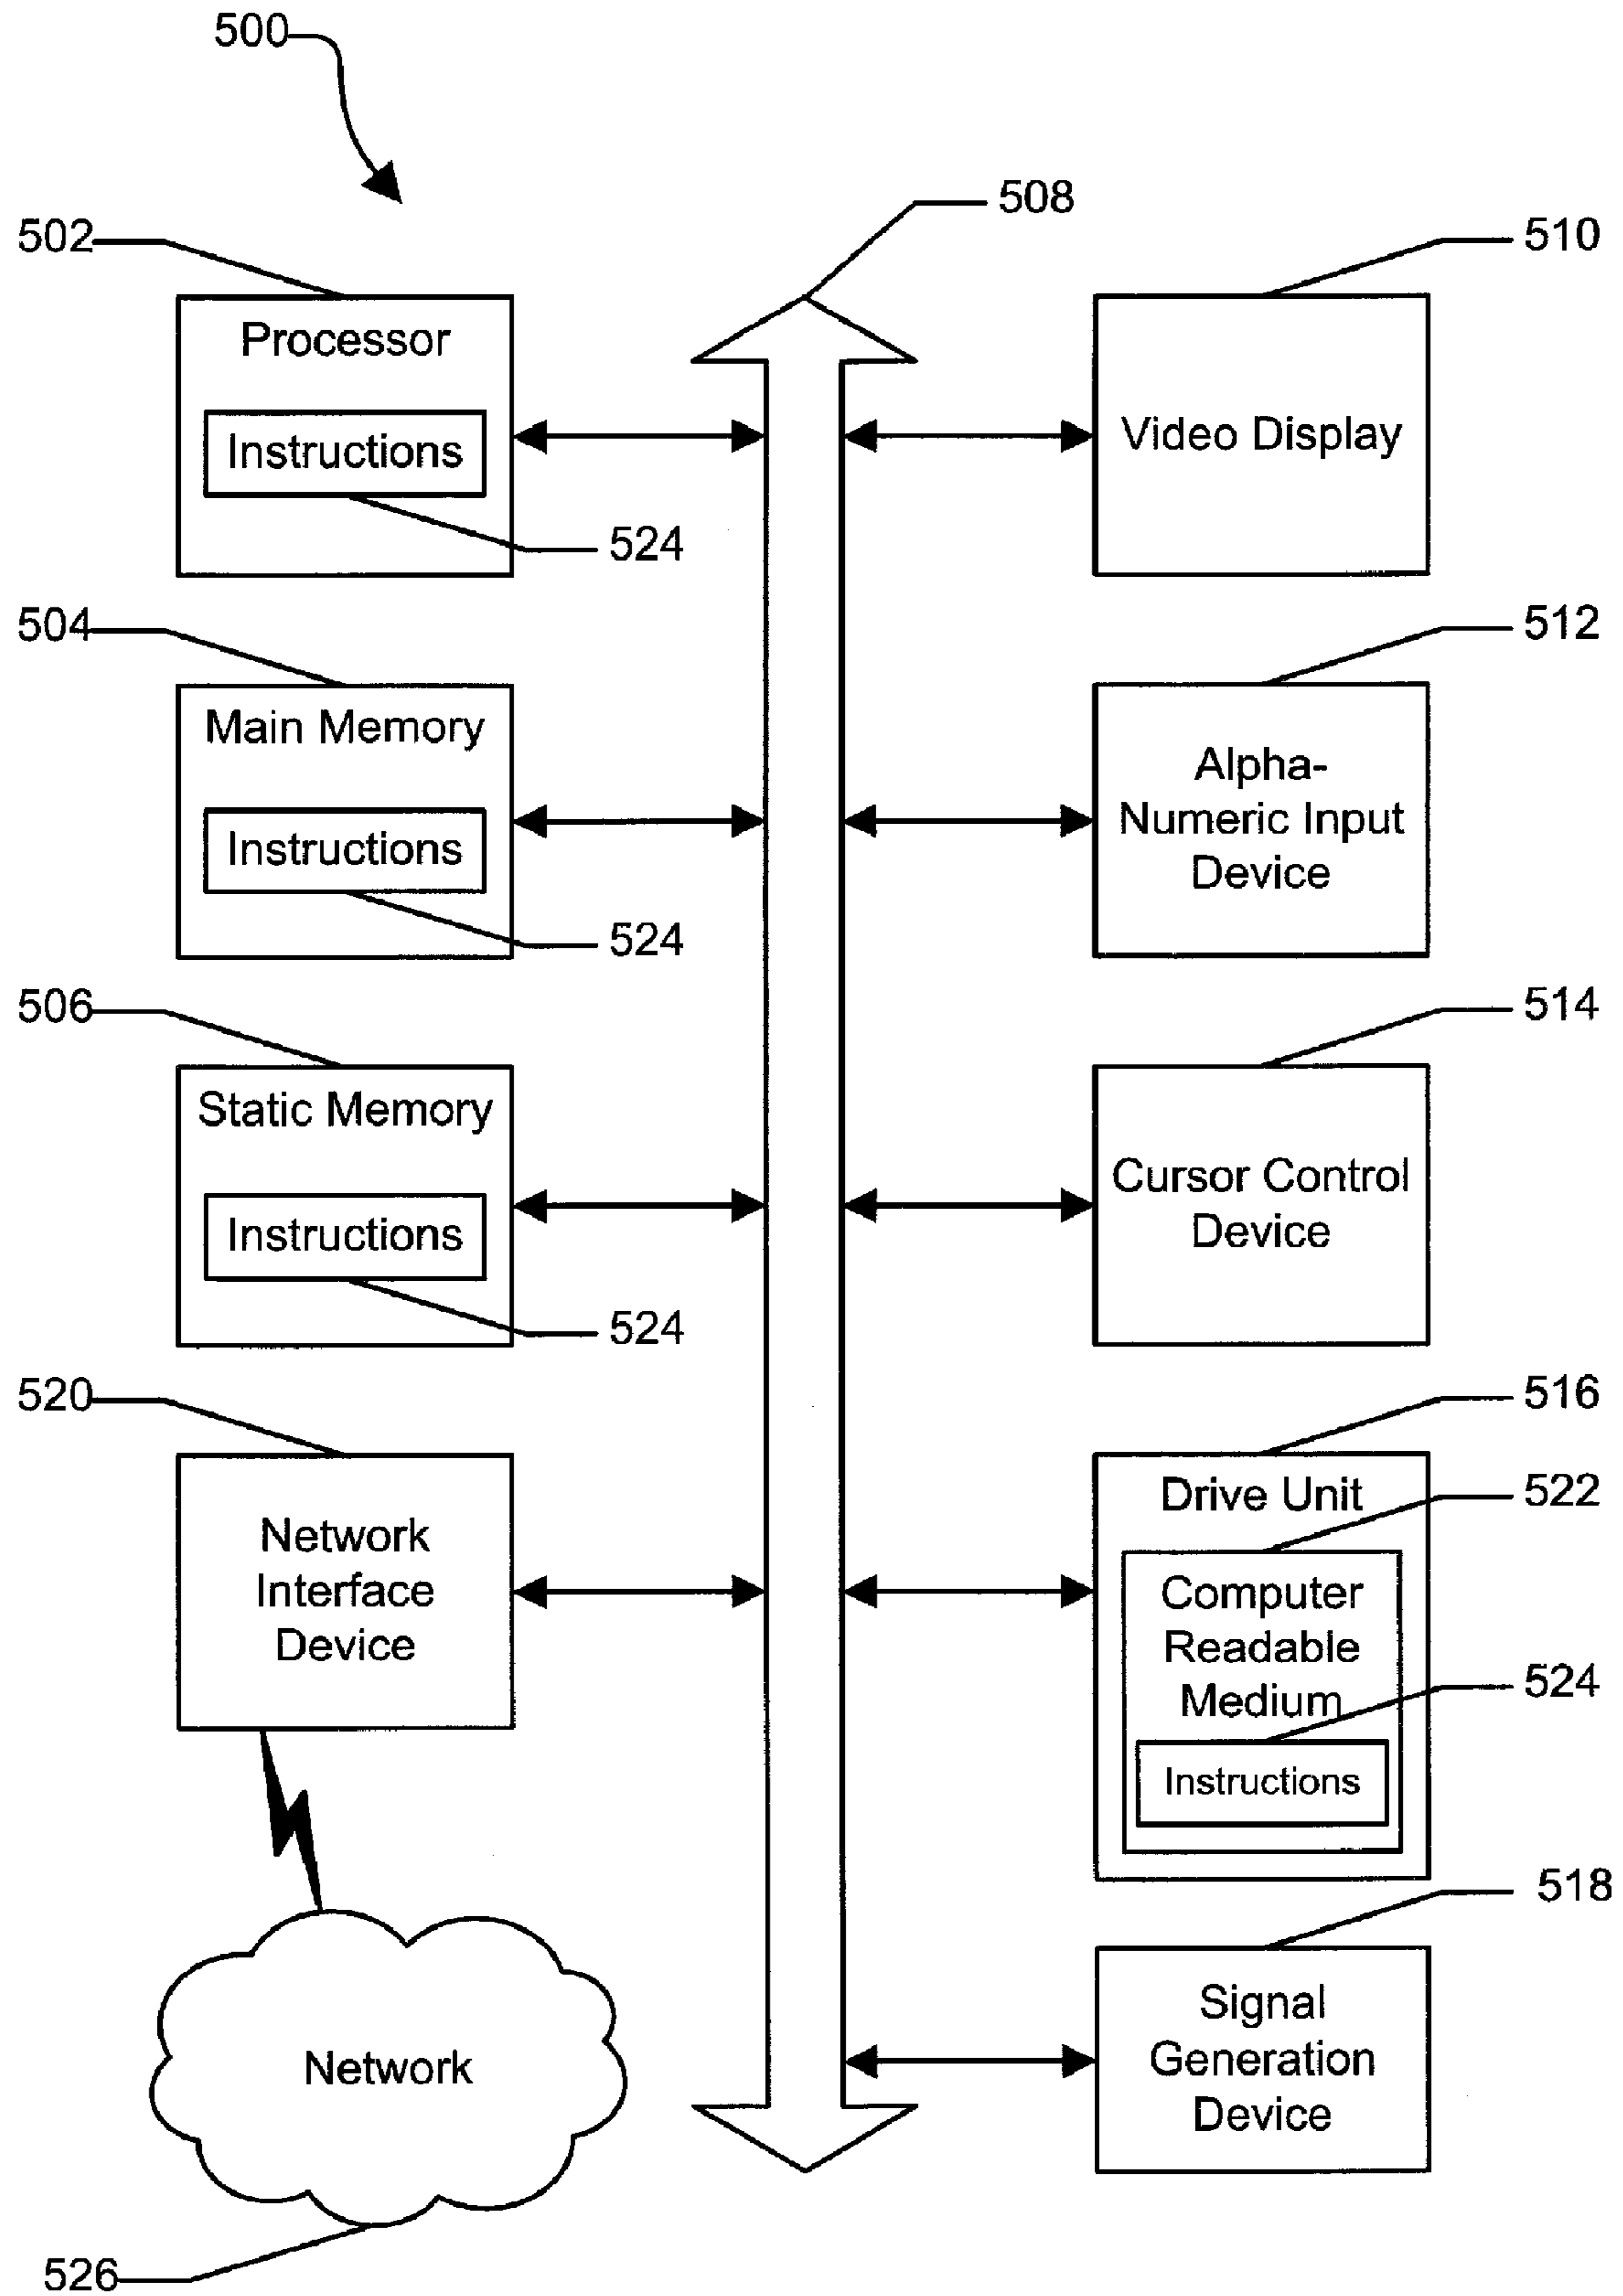 500
508
502
510
Processor
Instructions
524
Video Display
504
512
Main Memory
Instructions
524
Alpha-
Numeric Input
Device
506
514
Static Memory
Instructions
524
Cursor Control
Device
520
516
Network
Interface
Device
Drive Unit
522
Computer
Readable
Medium
524
Instructions
518
Signal
Generation
Device
Network
526